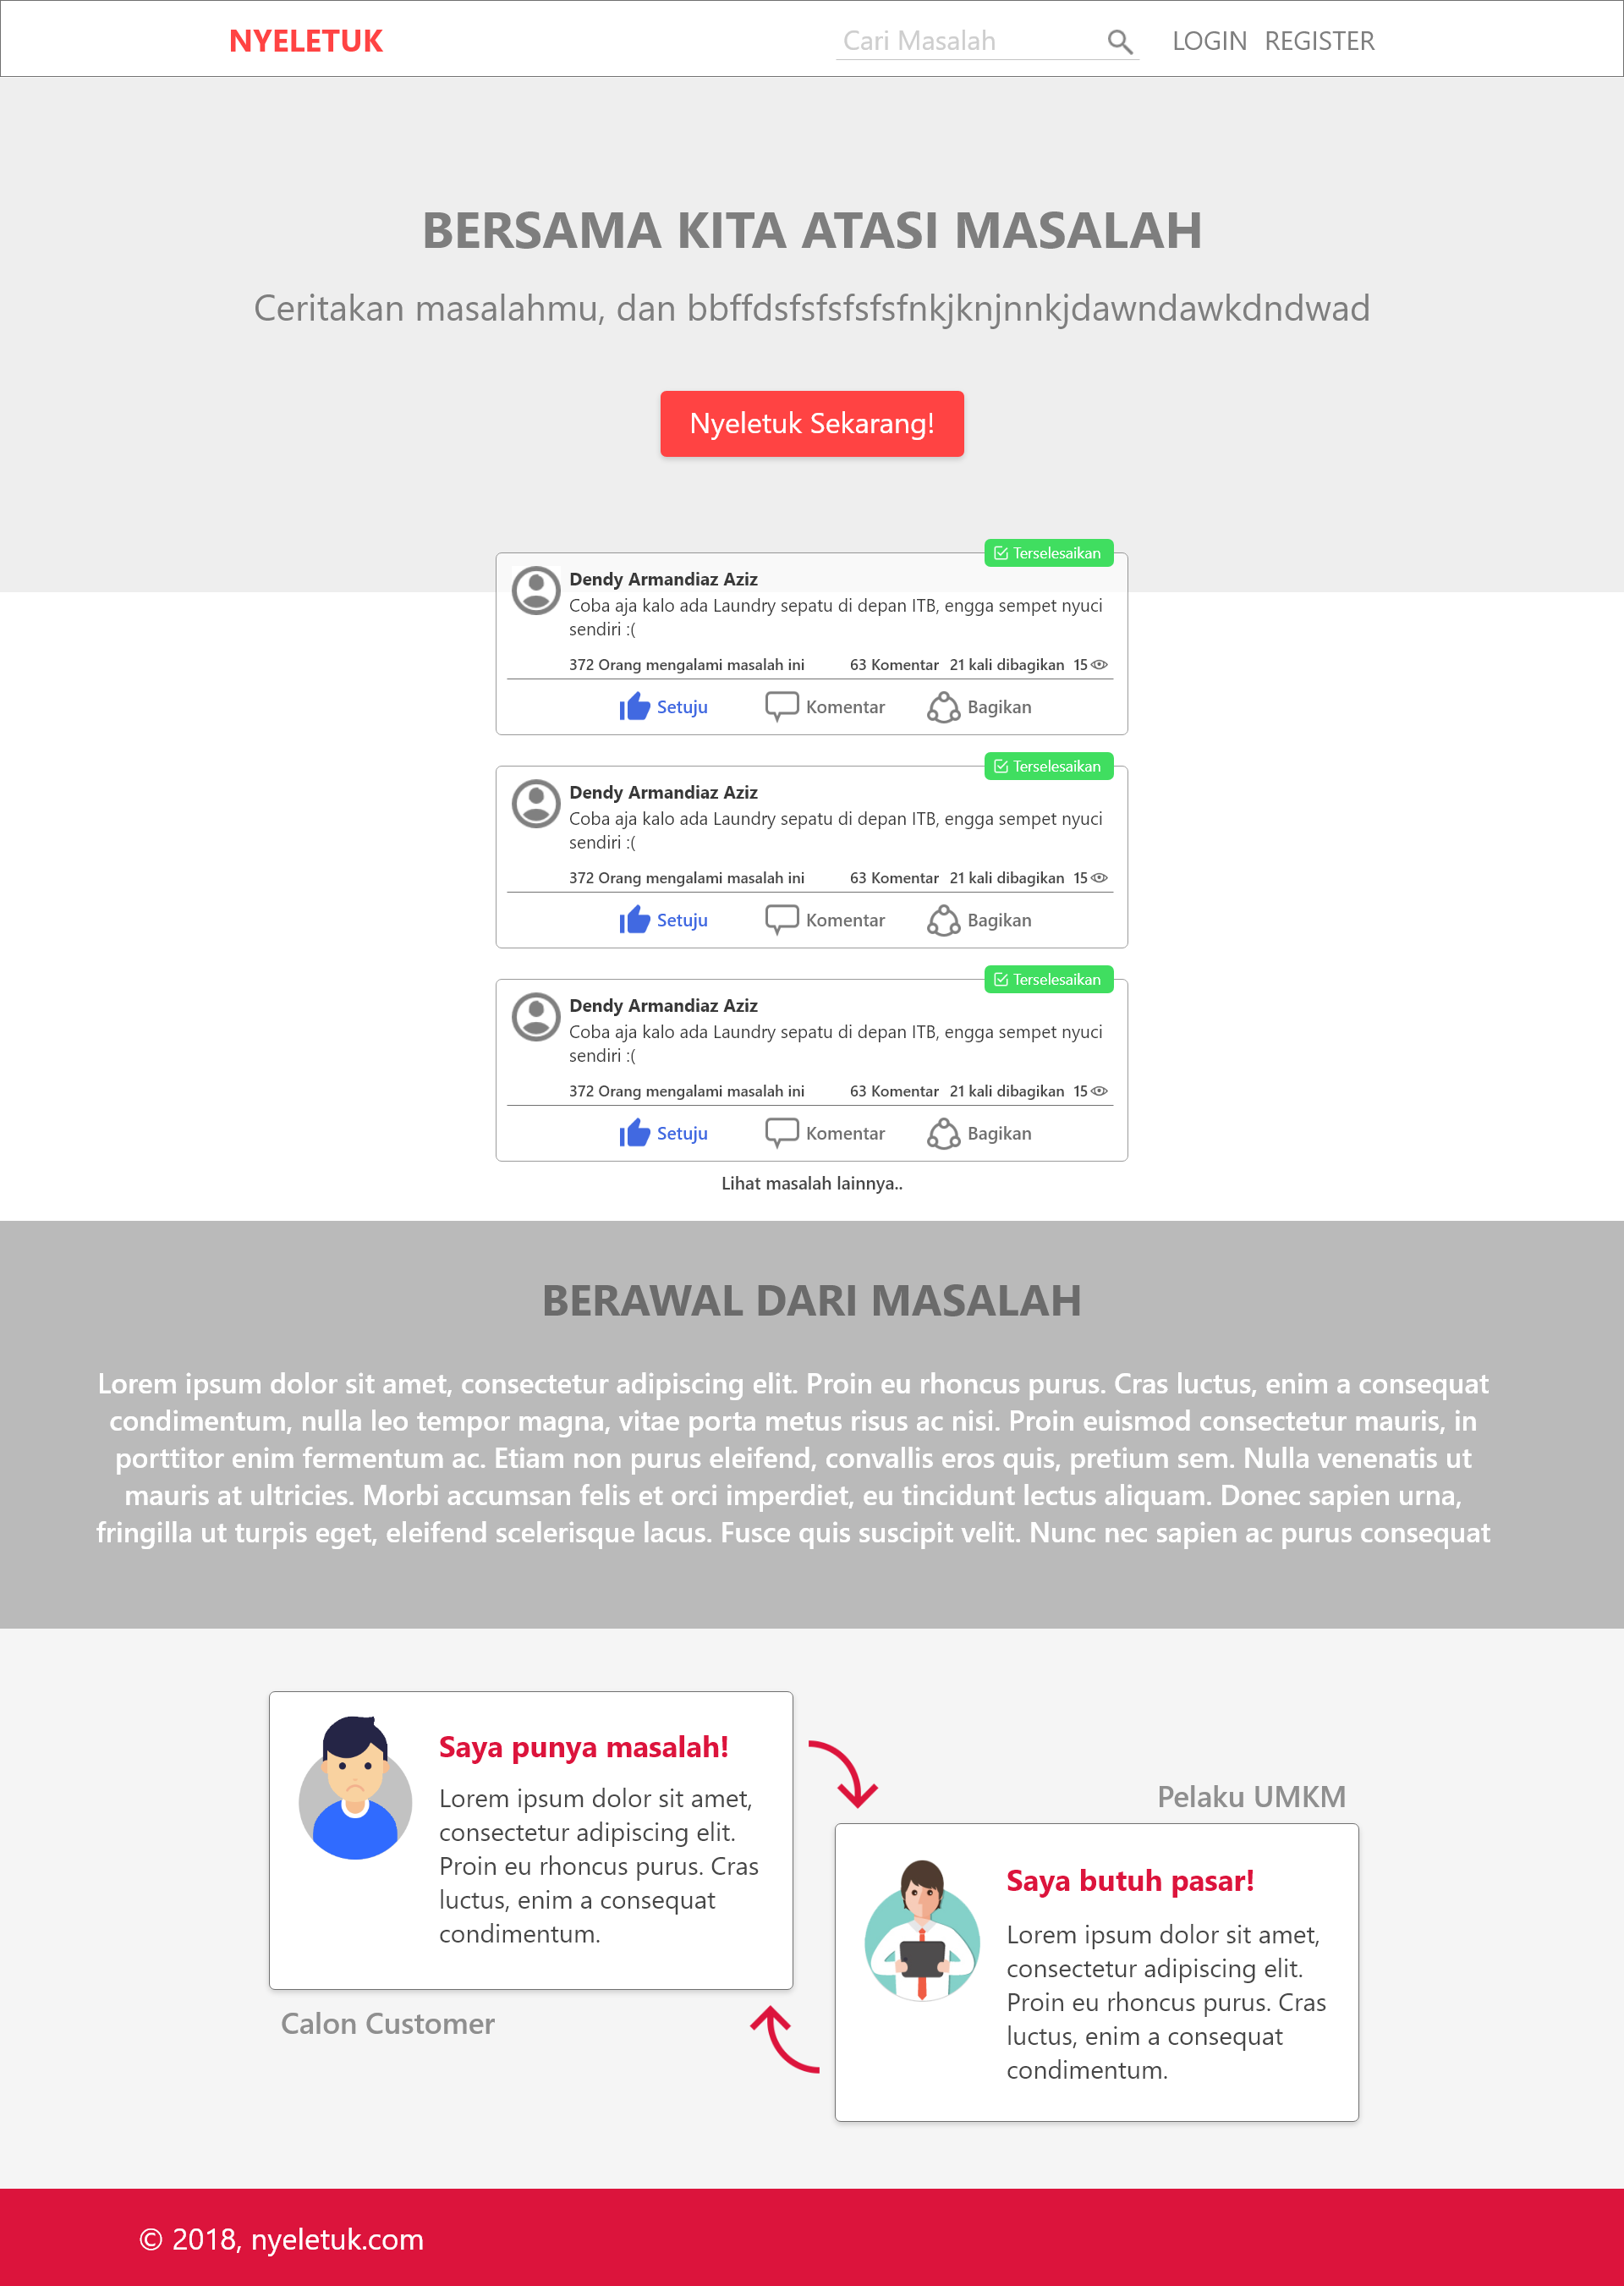 NYELETUK
Cari Masalah
LOGIN REGISTER
BERSAMA KITA ATASI MASALAH
Ceritakan masalahmu, dan bbffdsfsfsfsfsfnkjknjnnkjdawndawkdndwad
Nyeletuk Sekarang!
Terselesaikan
Dendy Armandiaz Aziz
Coba aja kalo ada Laundry sepatu di depan ITB, engga sempet nyuci
sendiri :(
372 Orang mengalami masalah ini 63 Komentar 21 kali dibagikan 15
Setuju Komentar Bagikan
Terselesaikan
Dendy Armandiaz Aziz
Coba aja kalo ada Laundry sepatu di depan ITB, engga sempet nyuci
sendiri :(
372 Orang mengalami masalah ini 63 Komentar 21 kali dibagikan 15
Setuju Komentar Bagikan
Terselesaikan
Dendy Armandiaz Aziz
Coba aja kalo ada Laundry sepatu di depan ITB, engga sempet nyuci
sendiri :(
372 Orang mengalami masalah ini 63 Komentar 21 kali dibagikan 15
Setuju Komentar Bagikan
Lihat masalah lainnya..
BERAWAL DARI MASALAH
Lorem ipsum dolor sit amet, consectetur adipiscing elit. Proin eu rhoncus purus. Cras luctus, enim a consequat
condimentum, nulla leo tempor magna, vitae porta metus risus ac nisi. Proin euismod consectetur mauris, in
porttitor enim fermentum ac. Etiam non purus eleifend, convallis eros quis, pretium sem. Nulla venenatis ut
mauris at ultricies. Morbi accumsan felis et orci imperdiet, eu tincidunt lectus aliquam. Donec sapien urna,
fringilla ut turpis eget, eleifend scelerisque lacus. Fusce quis suscipit velit. Nunc nec sapien ac purus consequat
Saya punya masalah!
Lorem ipsum dolor sit amet,
consectetur adipiscing elit.
Proin eu rhoncus purus. Cras
luctus, enim a consequat
condimentum.
Calon Customer
Pelaku UMKM
Saya butuh pasar!
Lorem ipsum dolor sit amet,
consectetur adipiscing elit.
Proin eu rhoncus purus. Cras
luctus, enim a consequat
condimentum.
© 2018, nyeletuk.com